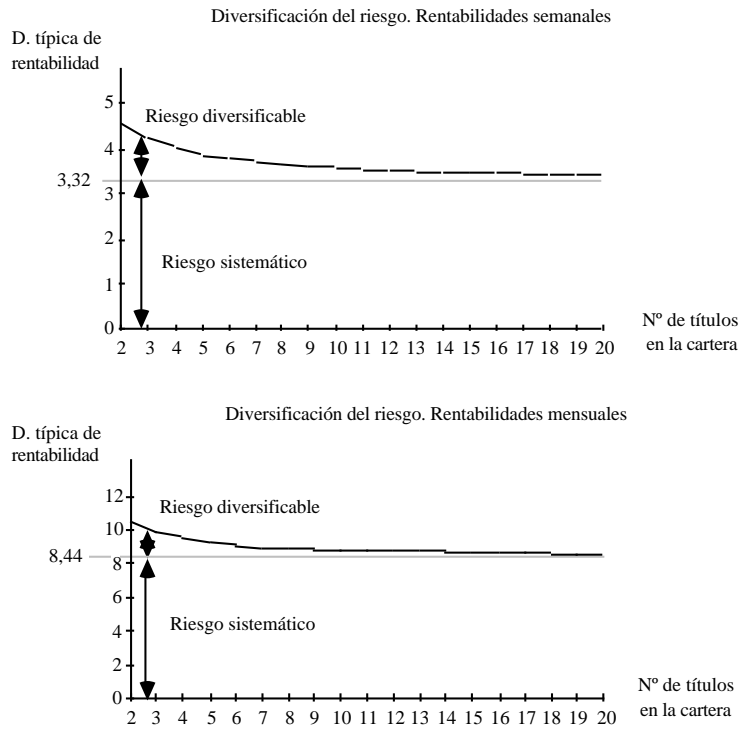 Diversificación del riesgo. Rentabilidades semanales
D. típica de
rentabilidad
5
Riesgo diversificable
4
3,32
3
2
Riesgo sistemático
1
0
2 3 4 5 6 7 8 9 10 11 12 13 14 15 16 17 18 19 20
Nº de títulos
en la cartera
Diversificación del riesgo. Rentabilidades mensuales
D. típica de
rentabilidad
12
Riesgo diversificable
10
8,44
8
6
Riesgo sistemático
4
2
0
2 3 4 5 6 7 8 9 10 11 12 13 14 15 16 17 18 19 20
Nº de títulos
en la cartera